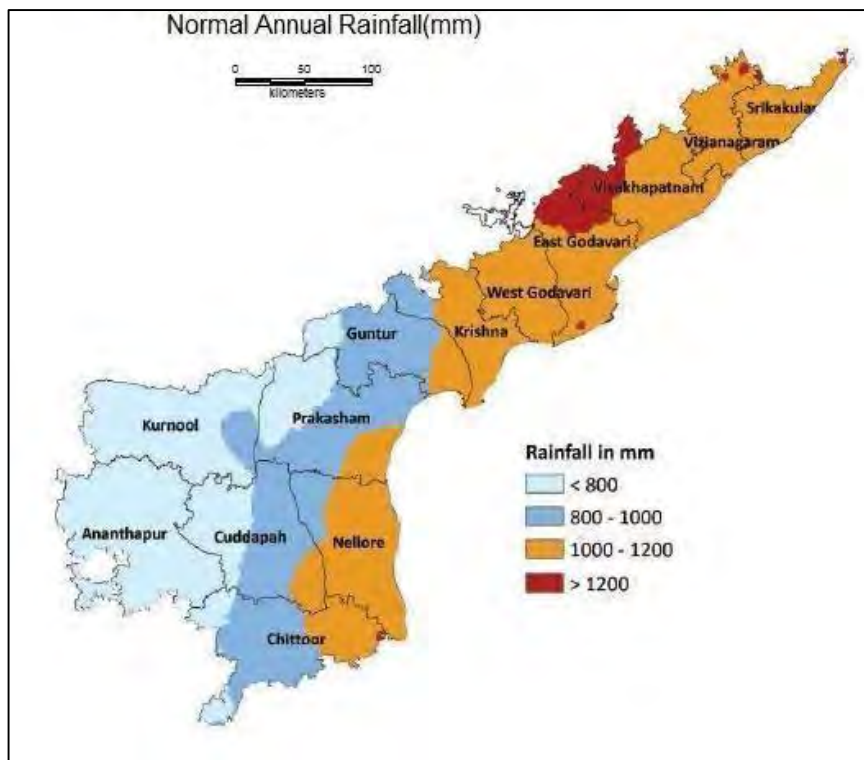 Normal Annual Rainfall(mm)
0 50 100
kilometers
Srikakular
Vizianagaram
Visakhapatnam
East Godavari
West Godavari
Krishna
Guntur
Prakasham
Kurnool
Rainfall in mm
< 800
800 - 1000
1000 - 1200
> 1200
Ananthapur
Cuddapah
Nellore
Chittoor